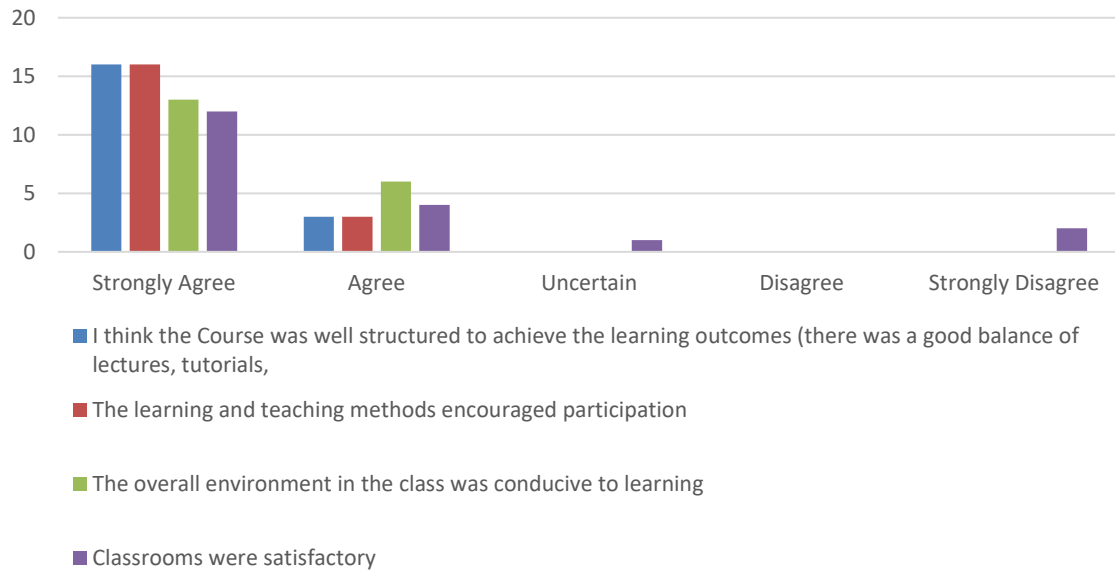 20
15
10
5
0
Strongly Agree Agree Uncertain Disagree Strongly Disagree
I think the Course was well structured to achieve the learning outcomes (there was a good balance of
lectures, tutorials,
The learning and teaching methods encouraged participation
The overall environment in the class was conducive to learning
Classrooms were satisfactory